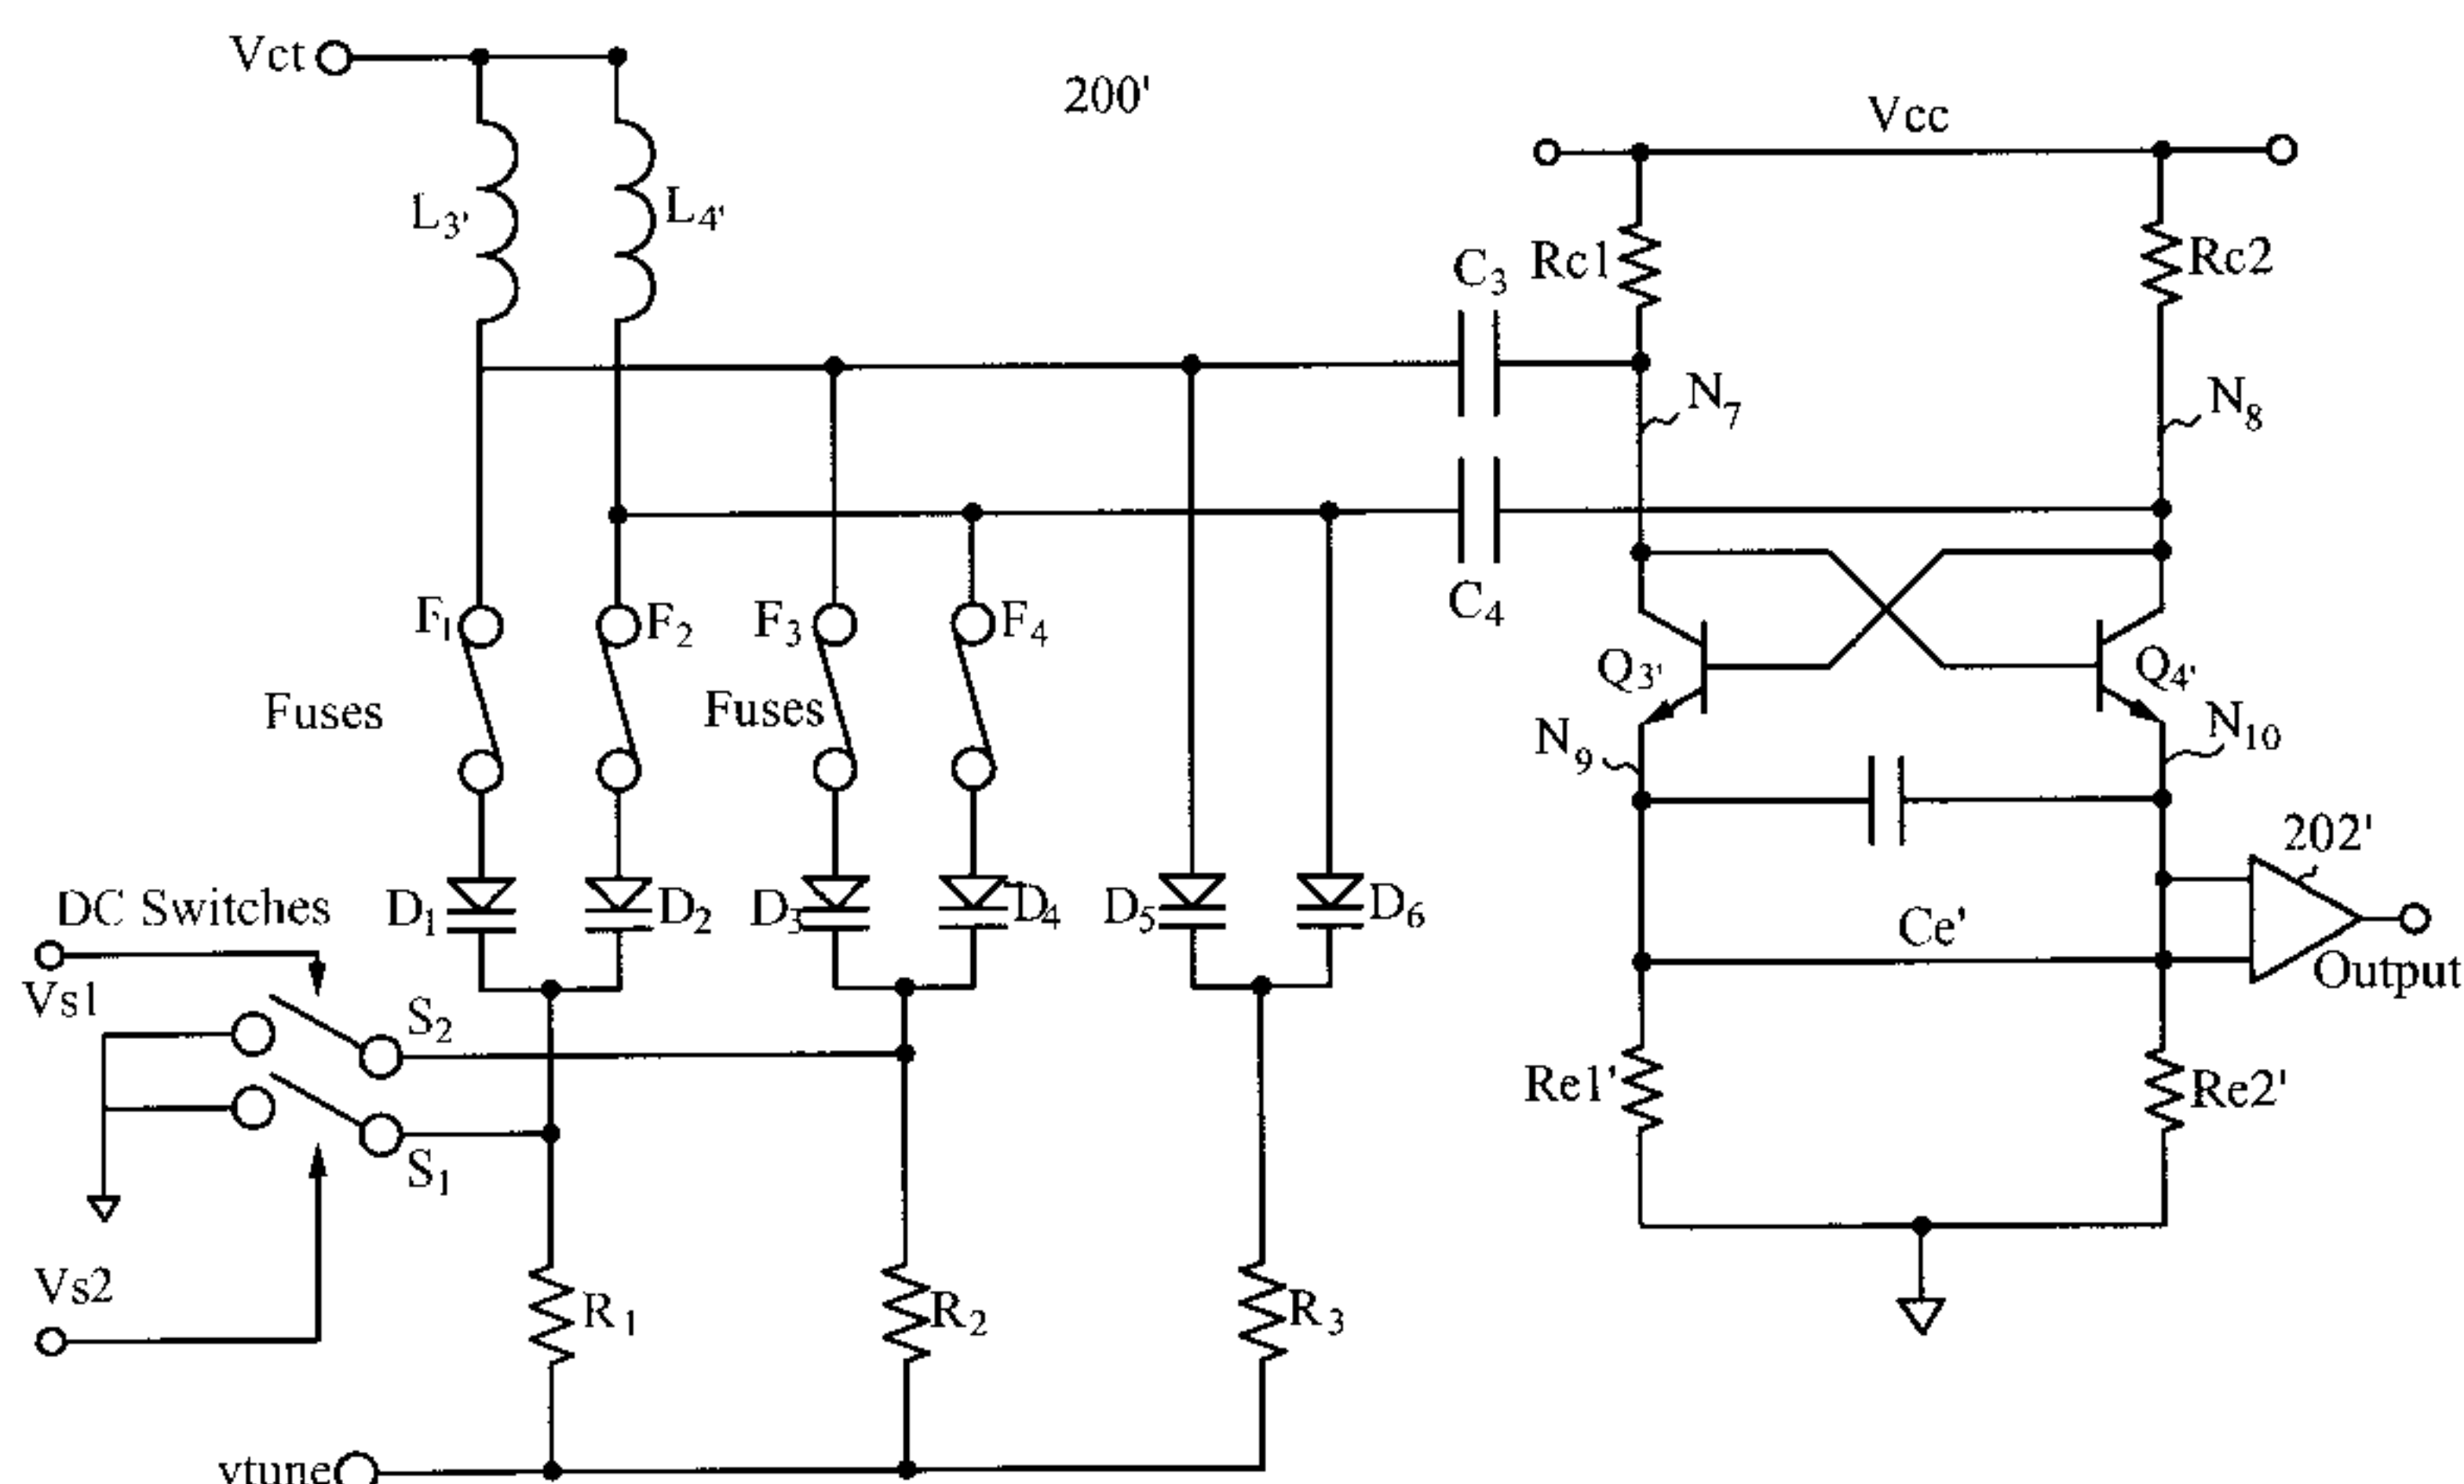 Vct
200'
Vcc
L3'
L4'
C3
Rc1
Rc2
N7
N8
C4
F1
F2
F3
F4
Fuses
Fuses
Q3'
Q4'
N9
N10
202'
DC Switches
D1
D2
D3
D4
D5
D6
Ce'
Output
Vs1
S2
S1
Re1'
Re2'
Vs2
R1
R2
R3
vtune